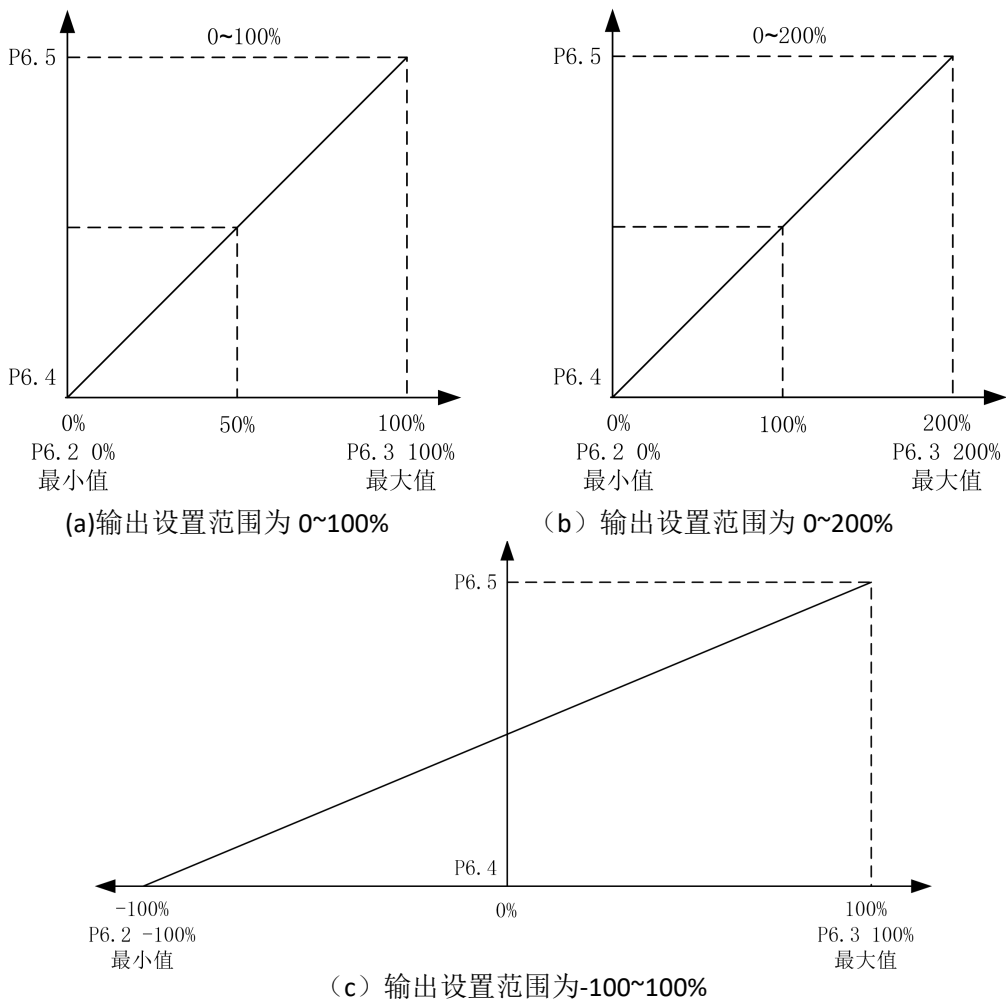 0~100%
P6.5
P6.4
0%
50%
100%
P6.2 0%
P6.3 100%
最小值
最大值
(a)输出设置范围为 0~100%
0~200%
P6.5
P6.4
0%
100%
200%
P6.2 0%
P6.3 200%
最小值
最大值
（b）输出设置范围为 0~200%
P6.5
P6.4
-100%
0%
100%
P6.2 -100%
P6.3 100%
最小值
最大值
（c）输出设置范围为-100~100%